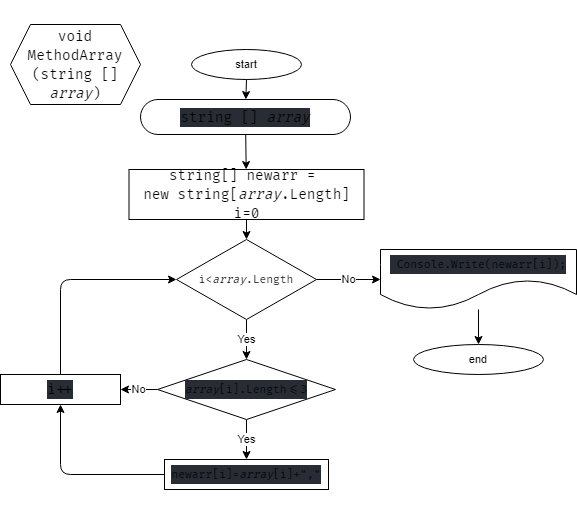 void
MethodArray
(string []
array)
start
string [] array
string[] newarr =
new string[array.Length]
i=0
i<array.Length
No
Console.Write(newarr[i]);
Yes
end
array[i].Length≤3
No
i++
Yes
newarr[i]=array[i]+","